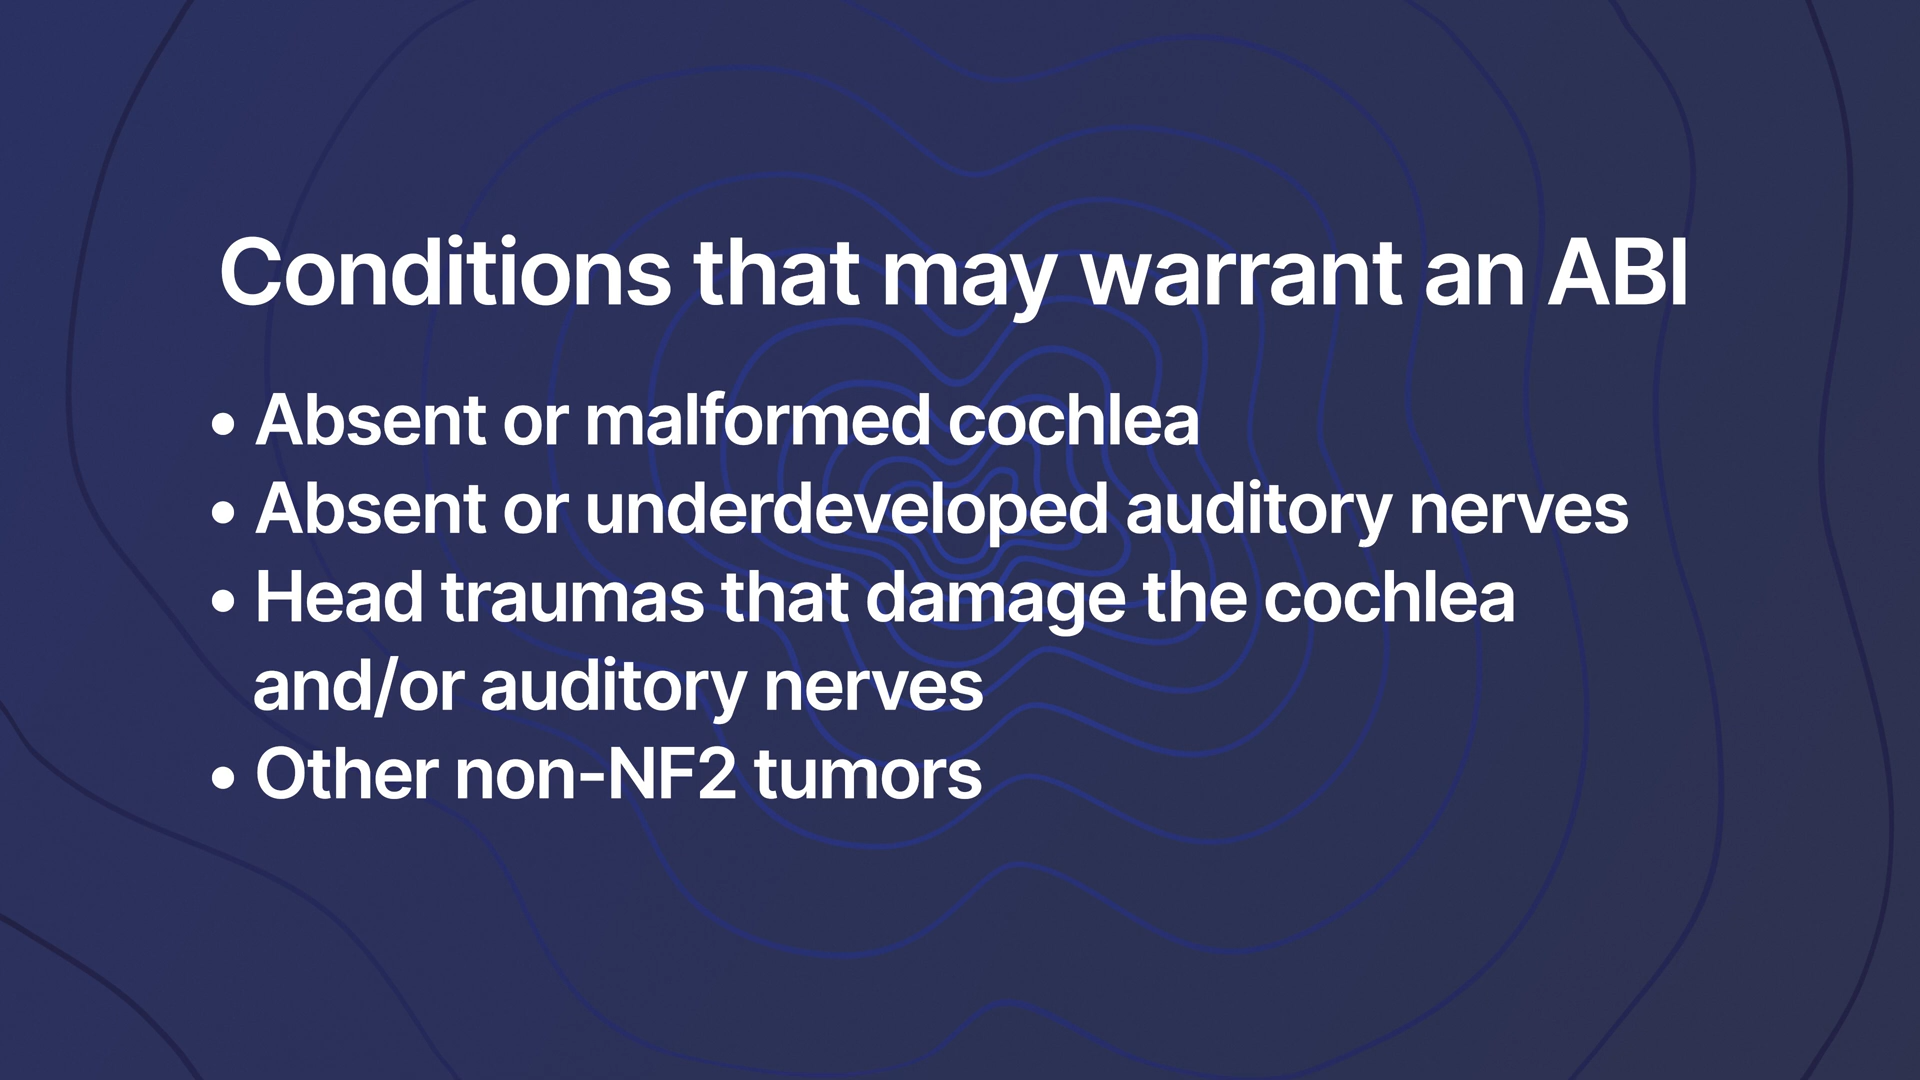 Conditions that may warrant an ABI
• Absent or malformed cochlea
• Absent or underdeveloped auditory nerves
• Head traumas that damage the cochlea
and/or auditory nerves
• Other non-NF2 tumors